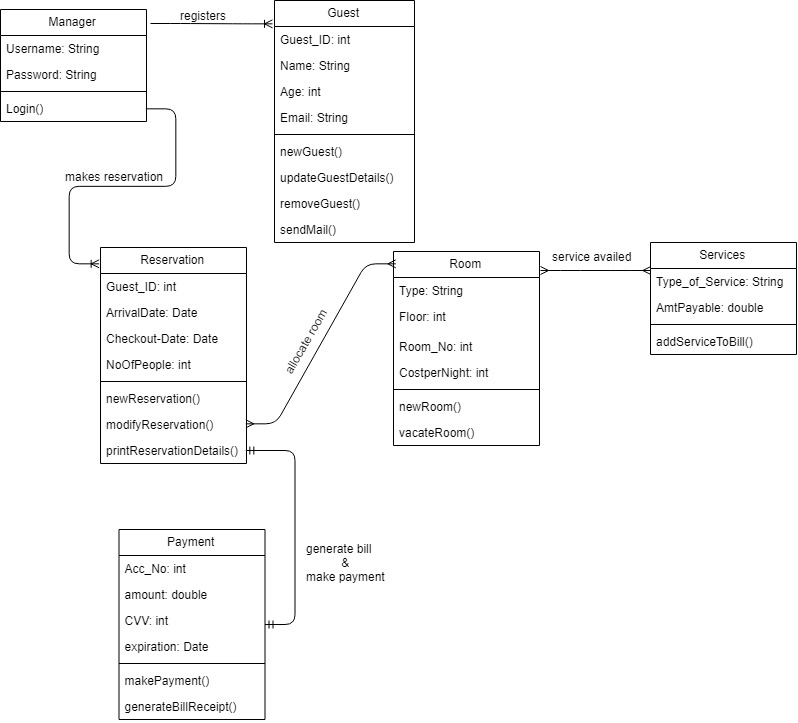 Manager
Username: String
Password: String
Login()
registers
Guest
Guest_ID: int
Name: String
Age: int
Email: String
newGuest()
updateGuestDetails()
removeGuest()
sendMail()
makes reservation
Reservation
Guest_ID: int
ArrivalDate: Date
Checkout-Date: Date
NoOfPeople: int
newReservation()
modifyReservation()
printReservationDetails()
allocate room
Room
Type: String
Floor: int
Room_No: int
CostperNight: int
newRoom()
vacateRoom()
service availed
Services
Type_of_Service: String
AmtPayable: double
addServiceToBill()
Payment
Acc_No: int
amount: double
CVV: int
expiration: Date
makePayment()
generateBillReceipt()
generate bill
&
make payment